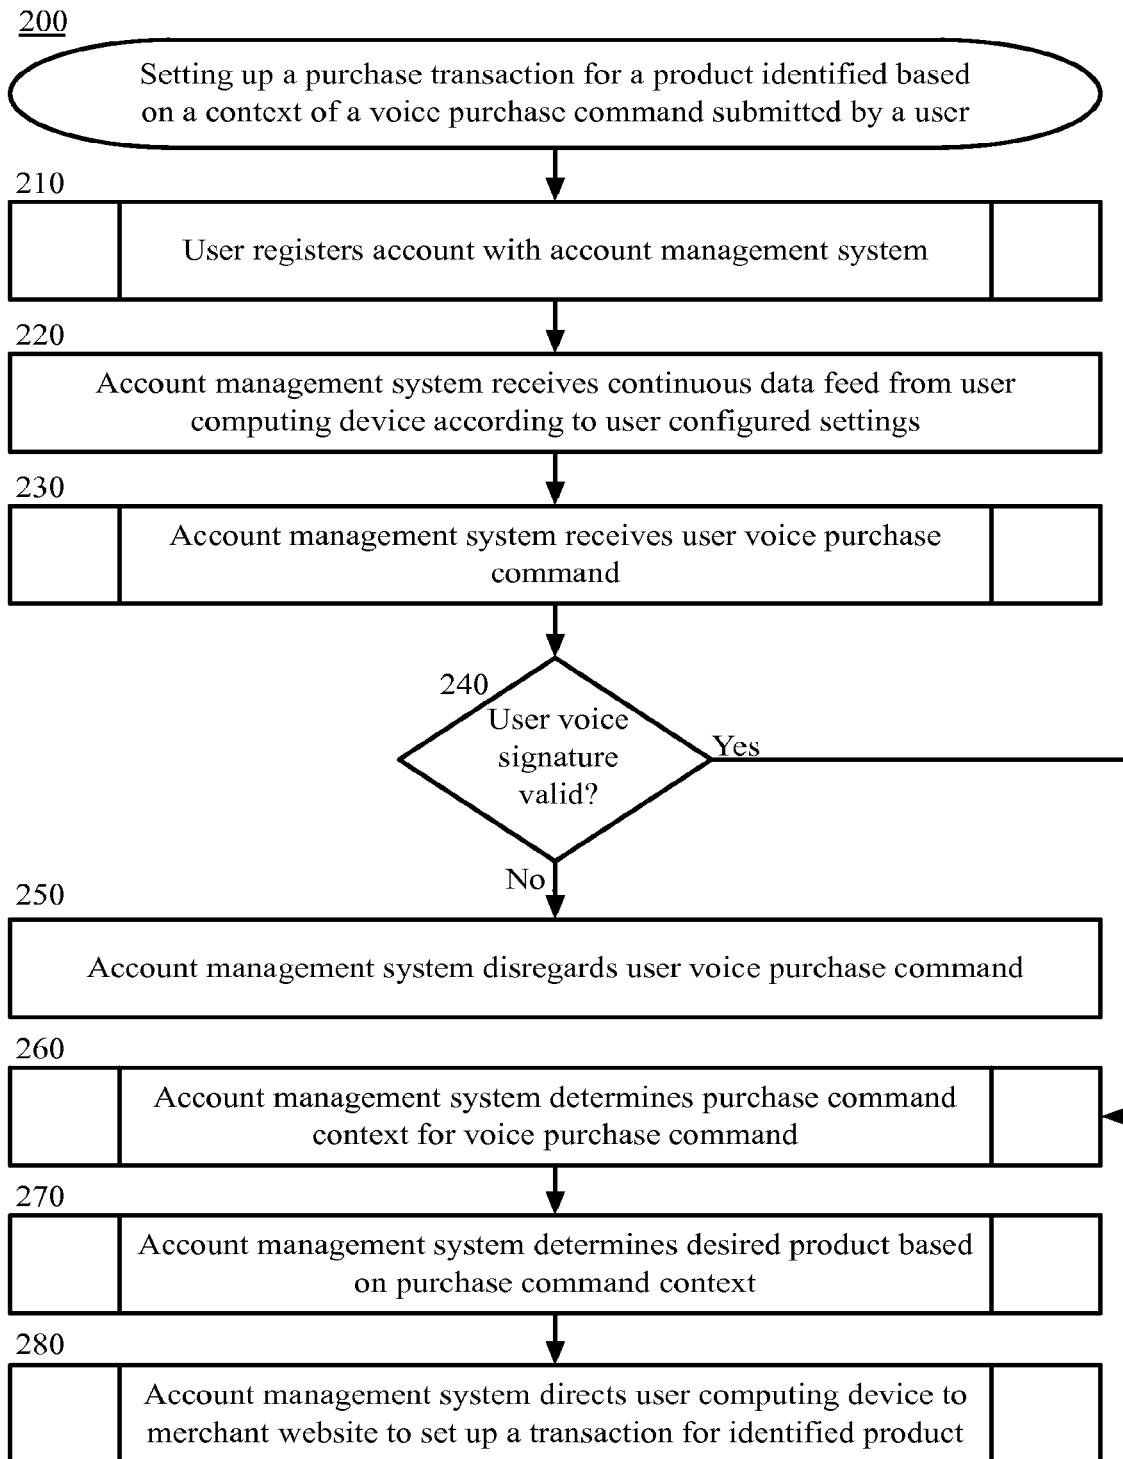 200
Setting up a purchase transaction for a product identified based
on a context of a voice purchase command submitted by a user
210
User registers account with account management system
220
Account management system receives continuous data feed from user
computing device according to user configured settings
230
Account management system receives user voice purchase
command
240
User voice
signature
valid?
Yes
No
250
Account management system disregards user voice purchase command
260
Account management system determines purchase command
context for voice purchase command
270
Account management system determines desired product based
on purchase command context
280
Account management system directs user computing device to
merchant website to set up a transaction for identified product